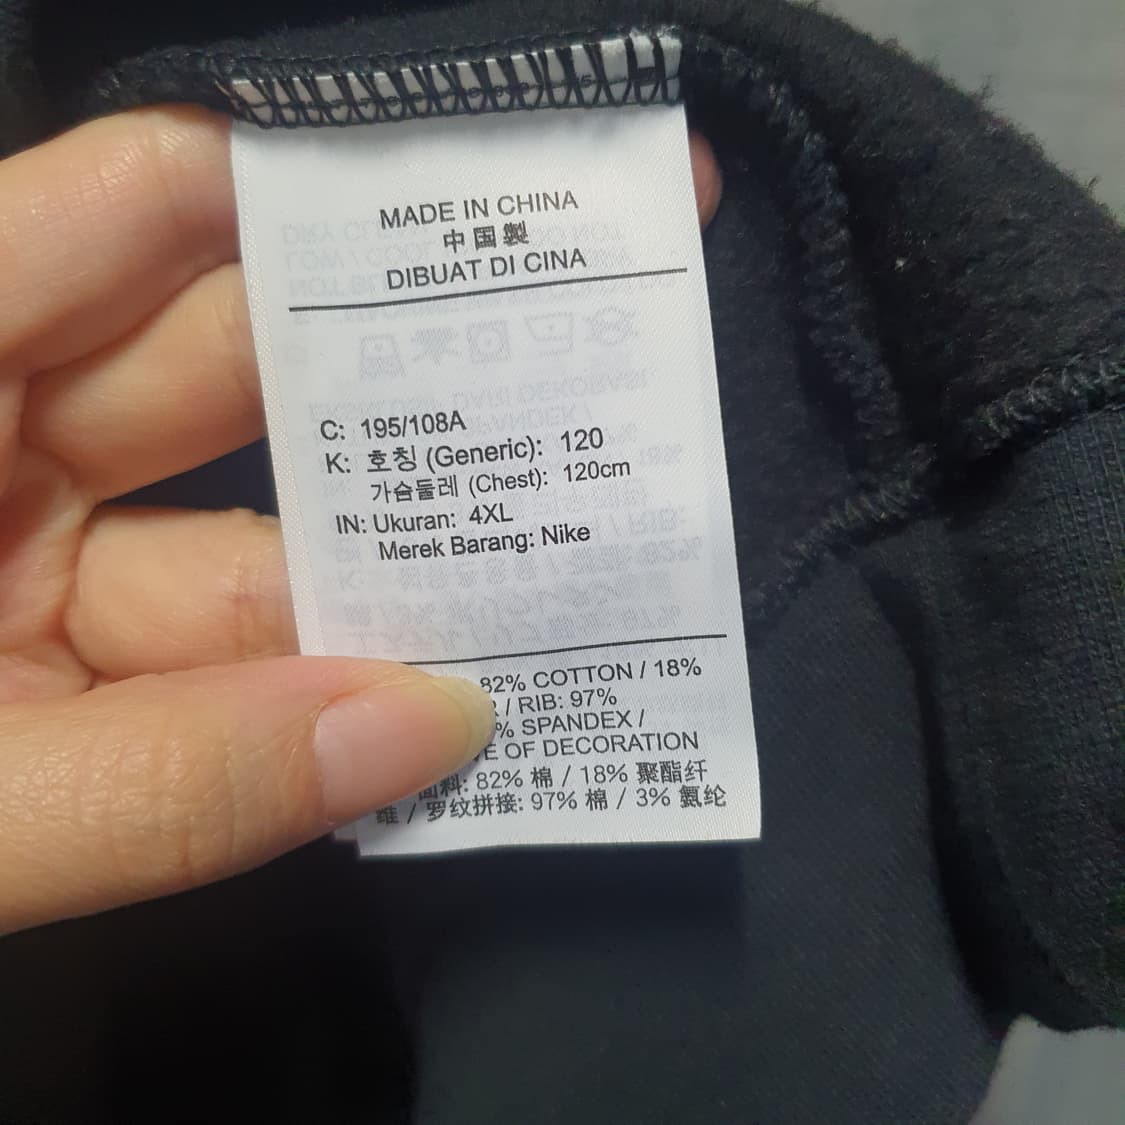 MADE IN CHINA
中国製
DIBUAT DI CINA
C: 195/108A
K: 호칭 (Generic): 120
가슴둘레 (Chest): 120cm
IN: Ukuran: 4XL
Merek Barang: Nike
82% COTTON / 18%
/ RIB: 97%
% SPANDEX /
OF DECORATION
面料: 82% 棉 / 18% 聚酯纤
维 / 罗纹拼接: 97% 棉 / 3% 氨纶